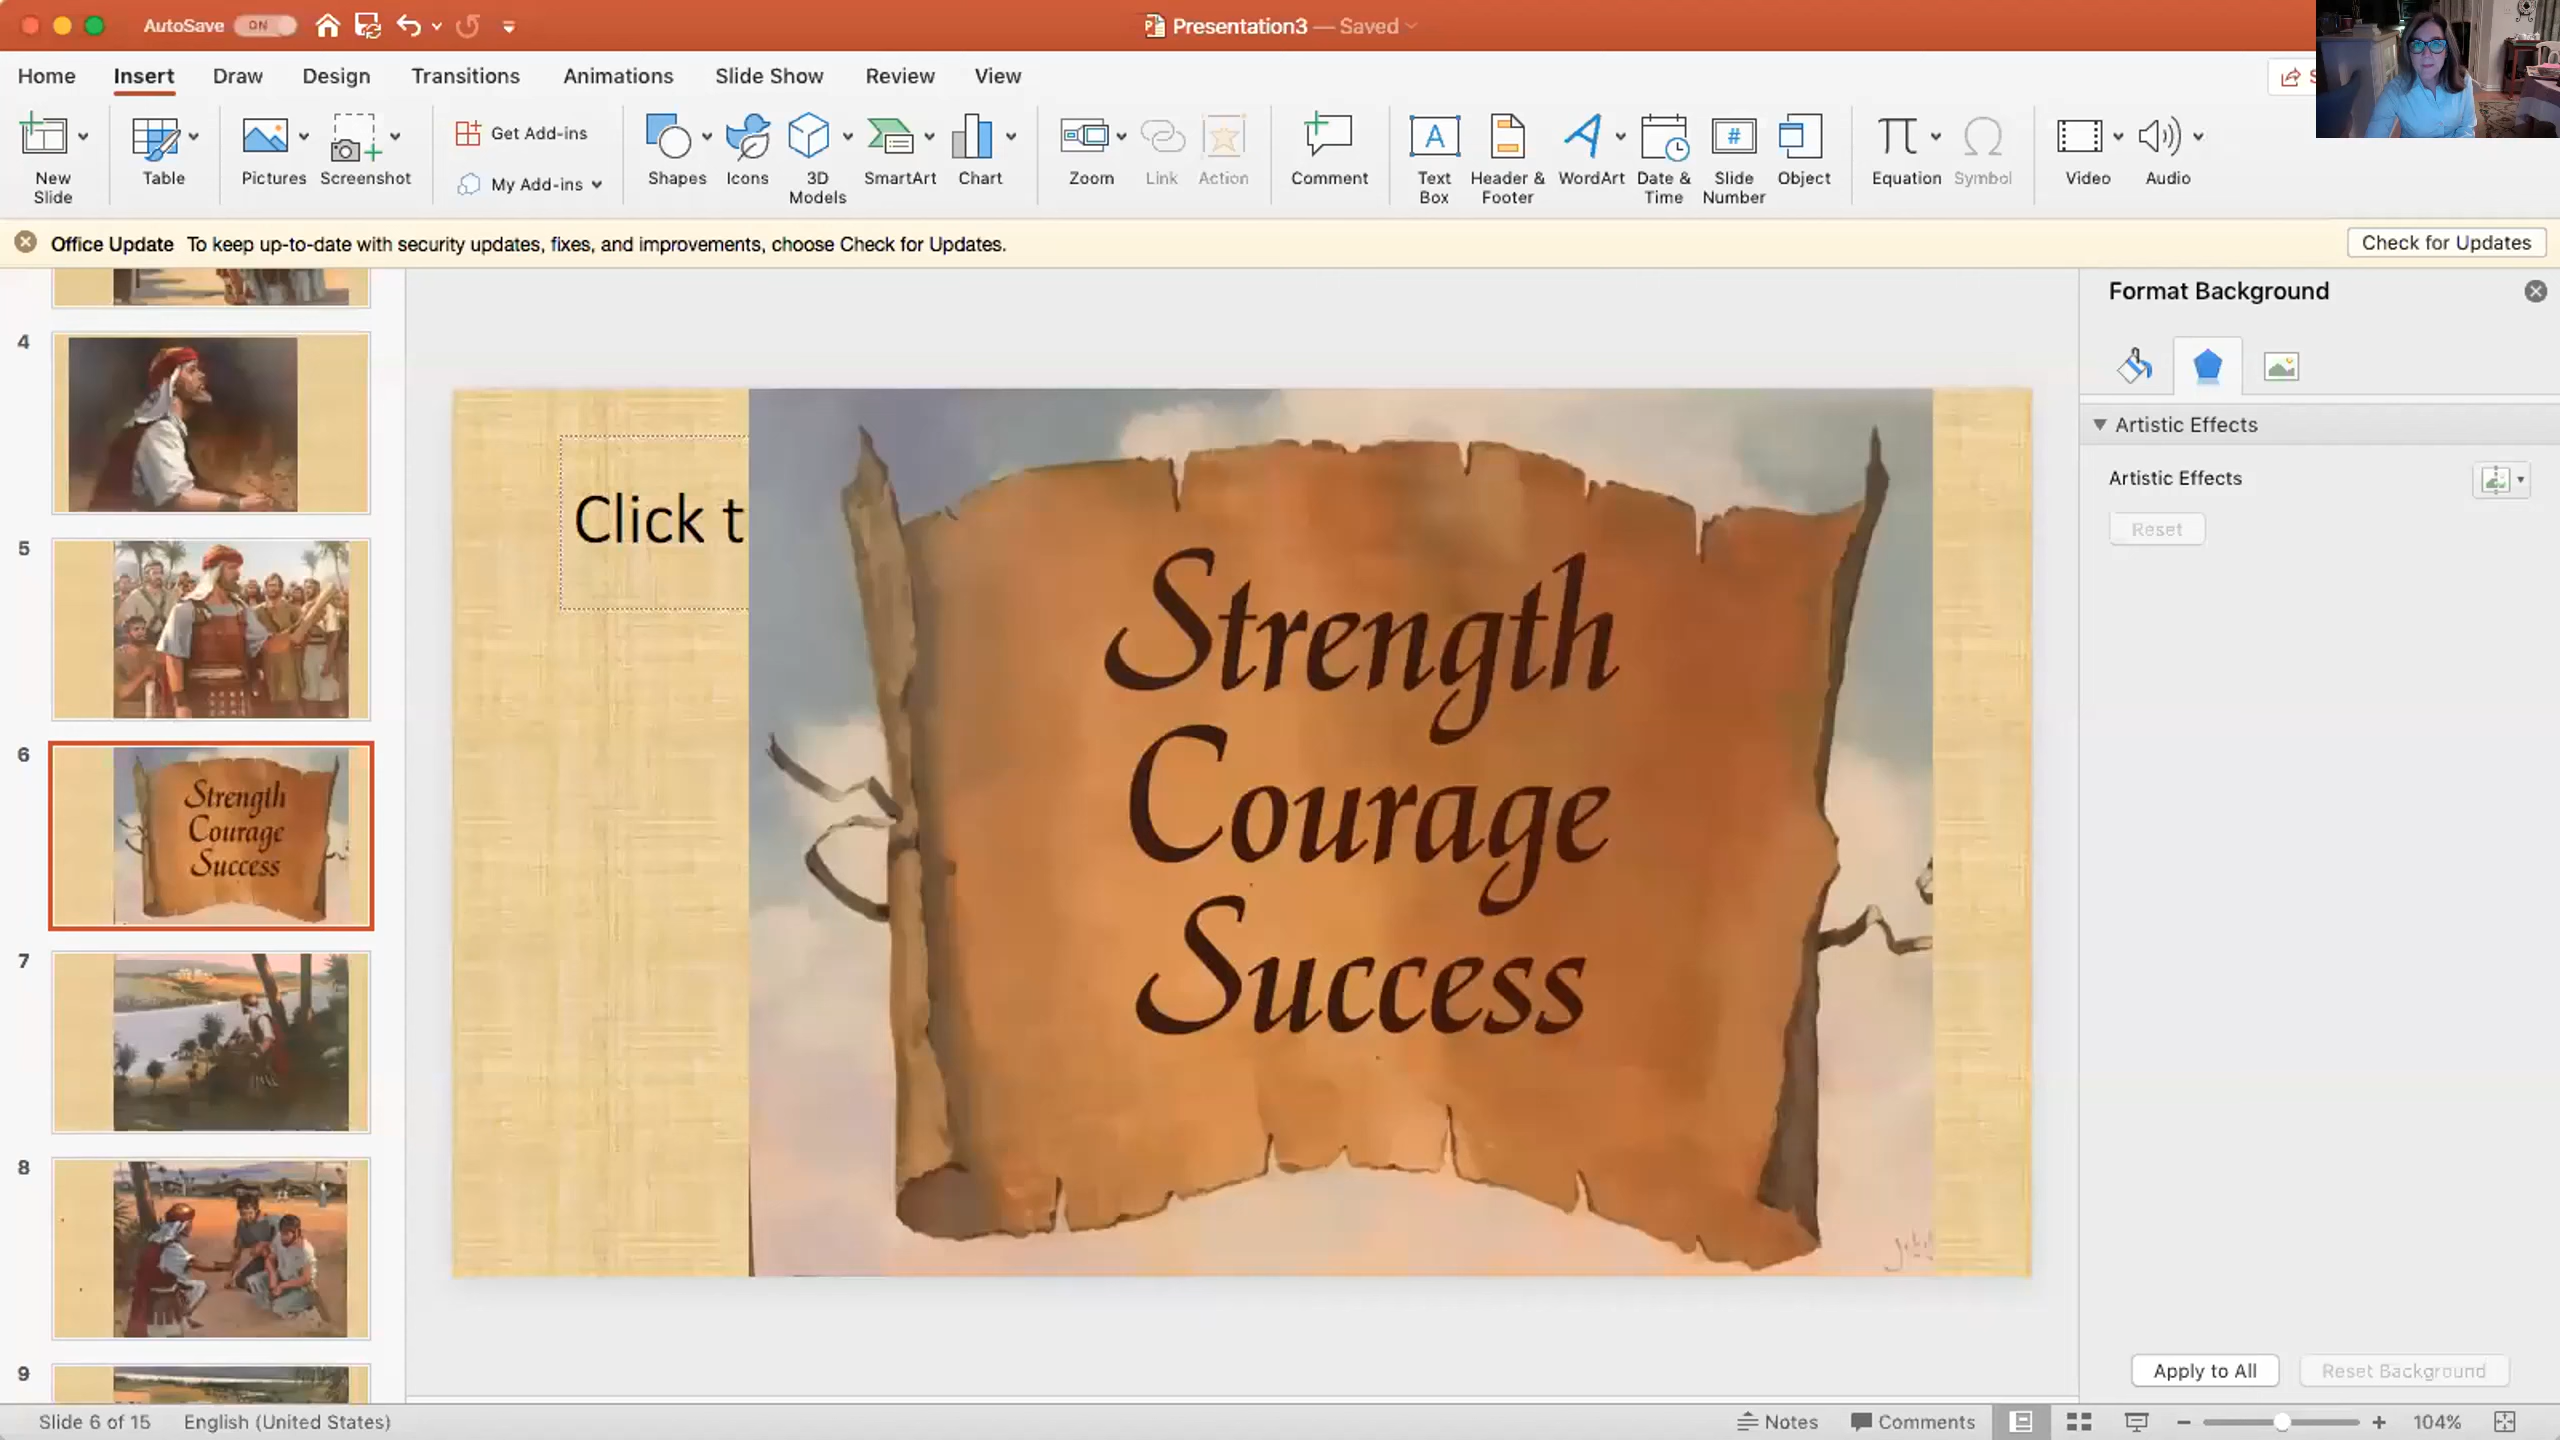 AutoSave ON
Presentation3 — Saved
Home Insert Draw Design Transitions Animations Slide Show Review View
New Slide
Table
Pictures
Screenshot
Get Add-ins
My Add-ins
Shapes
Icons
3D Models
SmartArt
Chart
Zoom
Link
Action
Comment
Text Box
Header & Footer
WordArt
Date & Time
Slide Number
Object
Equation
Symbol
Video
Audio
Office Update To keep up-to-date with security updates, fixes, and improvements, choose Check for Updates.
Check for Updates
4
5
6
Strength
Courage
Success
7
8
9
Click t
Strength
Courage
Success
Format Background
Artistic Effects
Artistic Effects
Reset
Apply to All
Reset Background
Slide 6 of 15
English (United States)
Notes
Comments
104%